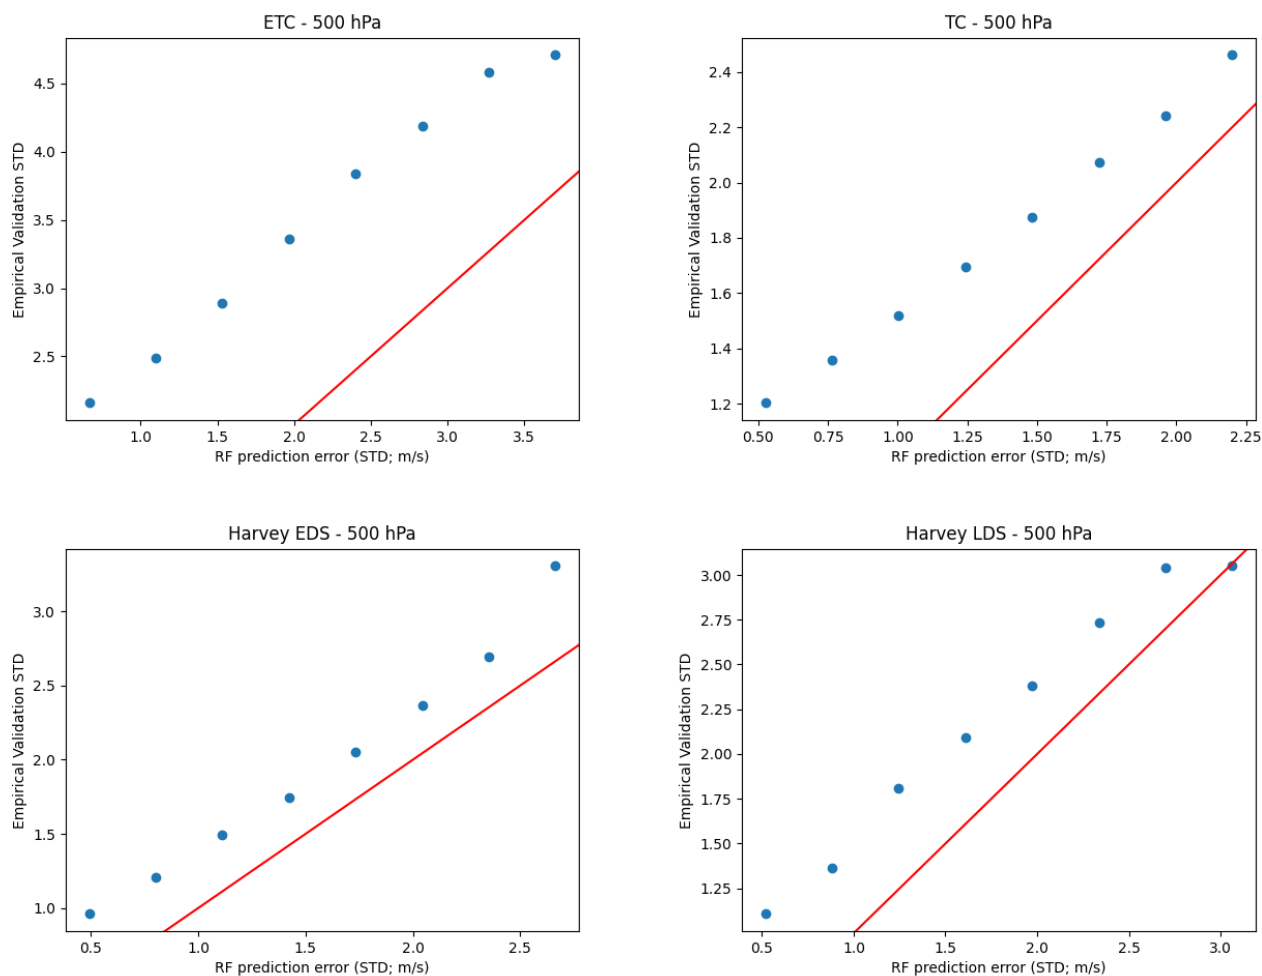 ETC - 500 hPa
Empirical Validation STD
4.5
4.0
3.5
3.0
2.5
1.0 1.5 2.0 2.5 3.0 3.5
RF prediction error (STD; m/s)
TC - 500 hPa
Empirical Validation STD
2.4
2.2
2.0
1.8
1.6
1.4
1.2
0.50 0.75 1.00 1.25 1.50 1.75 2.00 2.25
RF prediction error (STD; m/s)
Harvey EDS - 500 hPa
Empirical Validation STD
3.0
2.5
2.0
1.5
1.0
0.5 1.0 1.5 2.0 2.5
RF prediction error (STD; m/s)
Harvey LDS - 500 hPa
Empirical Validation STD
3.00
2.75
2.50
2.25
2.00
1.75
1.50
1.25
0.5 1.0 1.5 2.0 2.5 3.0
RF prediction error (STD; m/s)